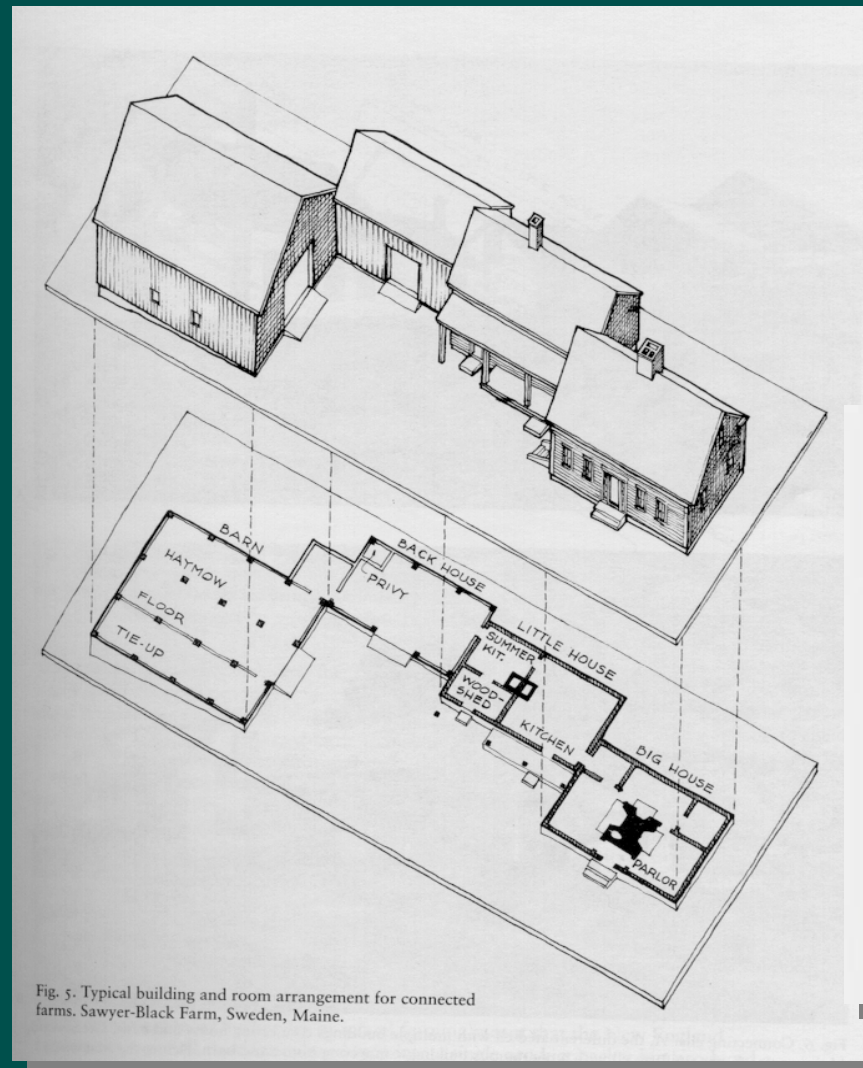 BARN
HAYMOW
FLOOR
TIE-UP
BACK HOUSE
PRIVY
LITTLE HOUSE
SUMMER
KIT.
WOOD-
SHED
KITCHEN
BIG HOUSE
PARLOR
Fig. 5. Typical building and room arrangement for connected
farms. Sawyer-Black Farm, Sweden, Maine.